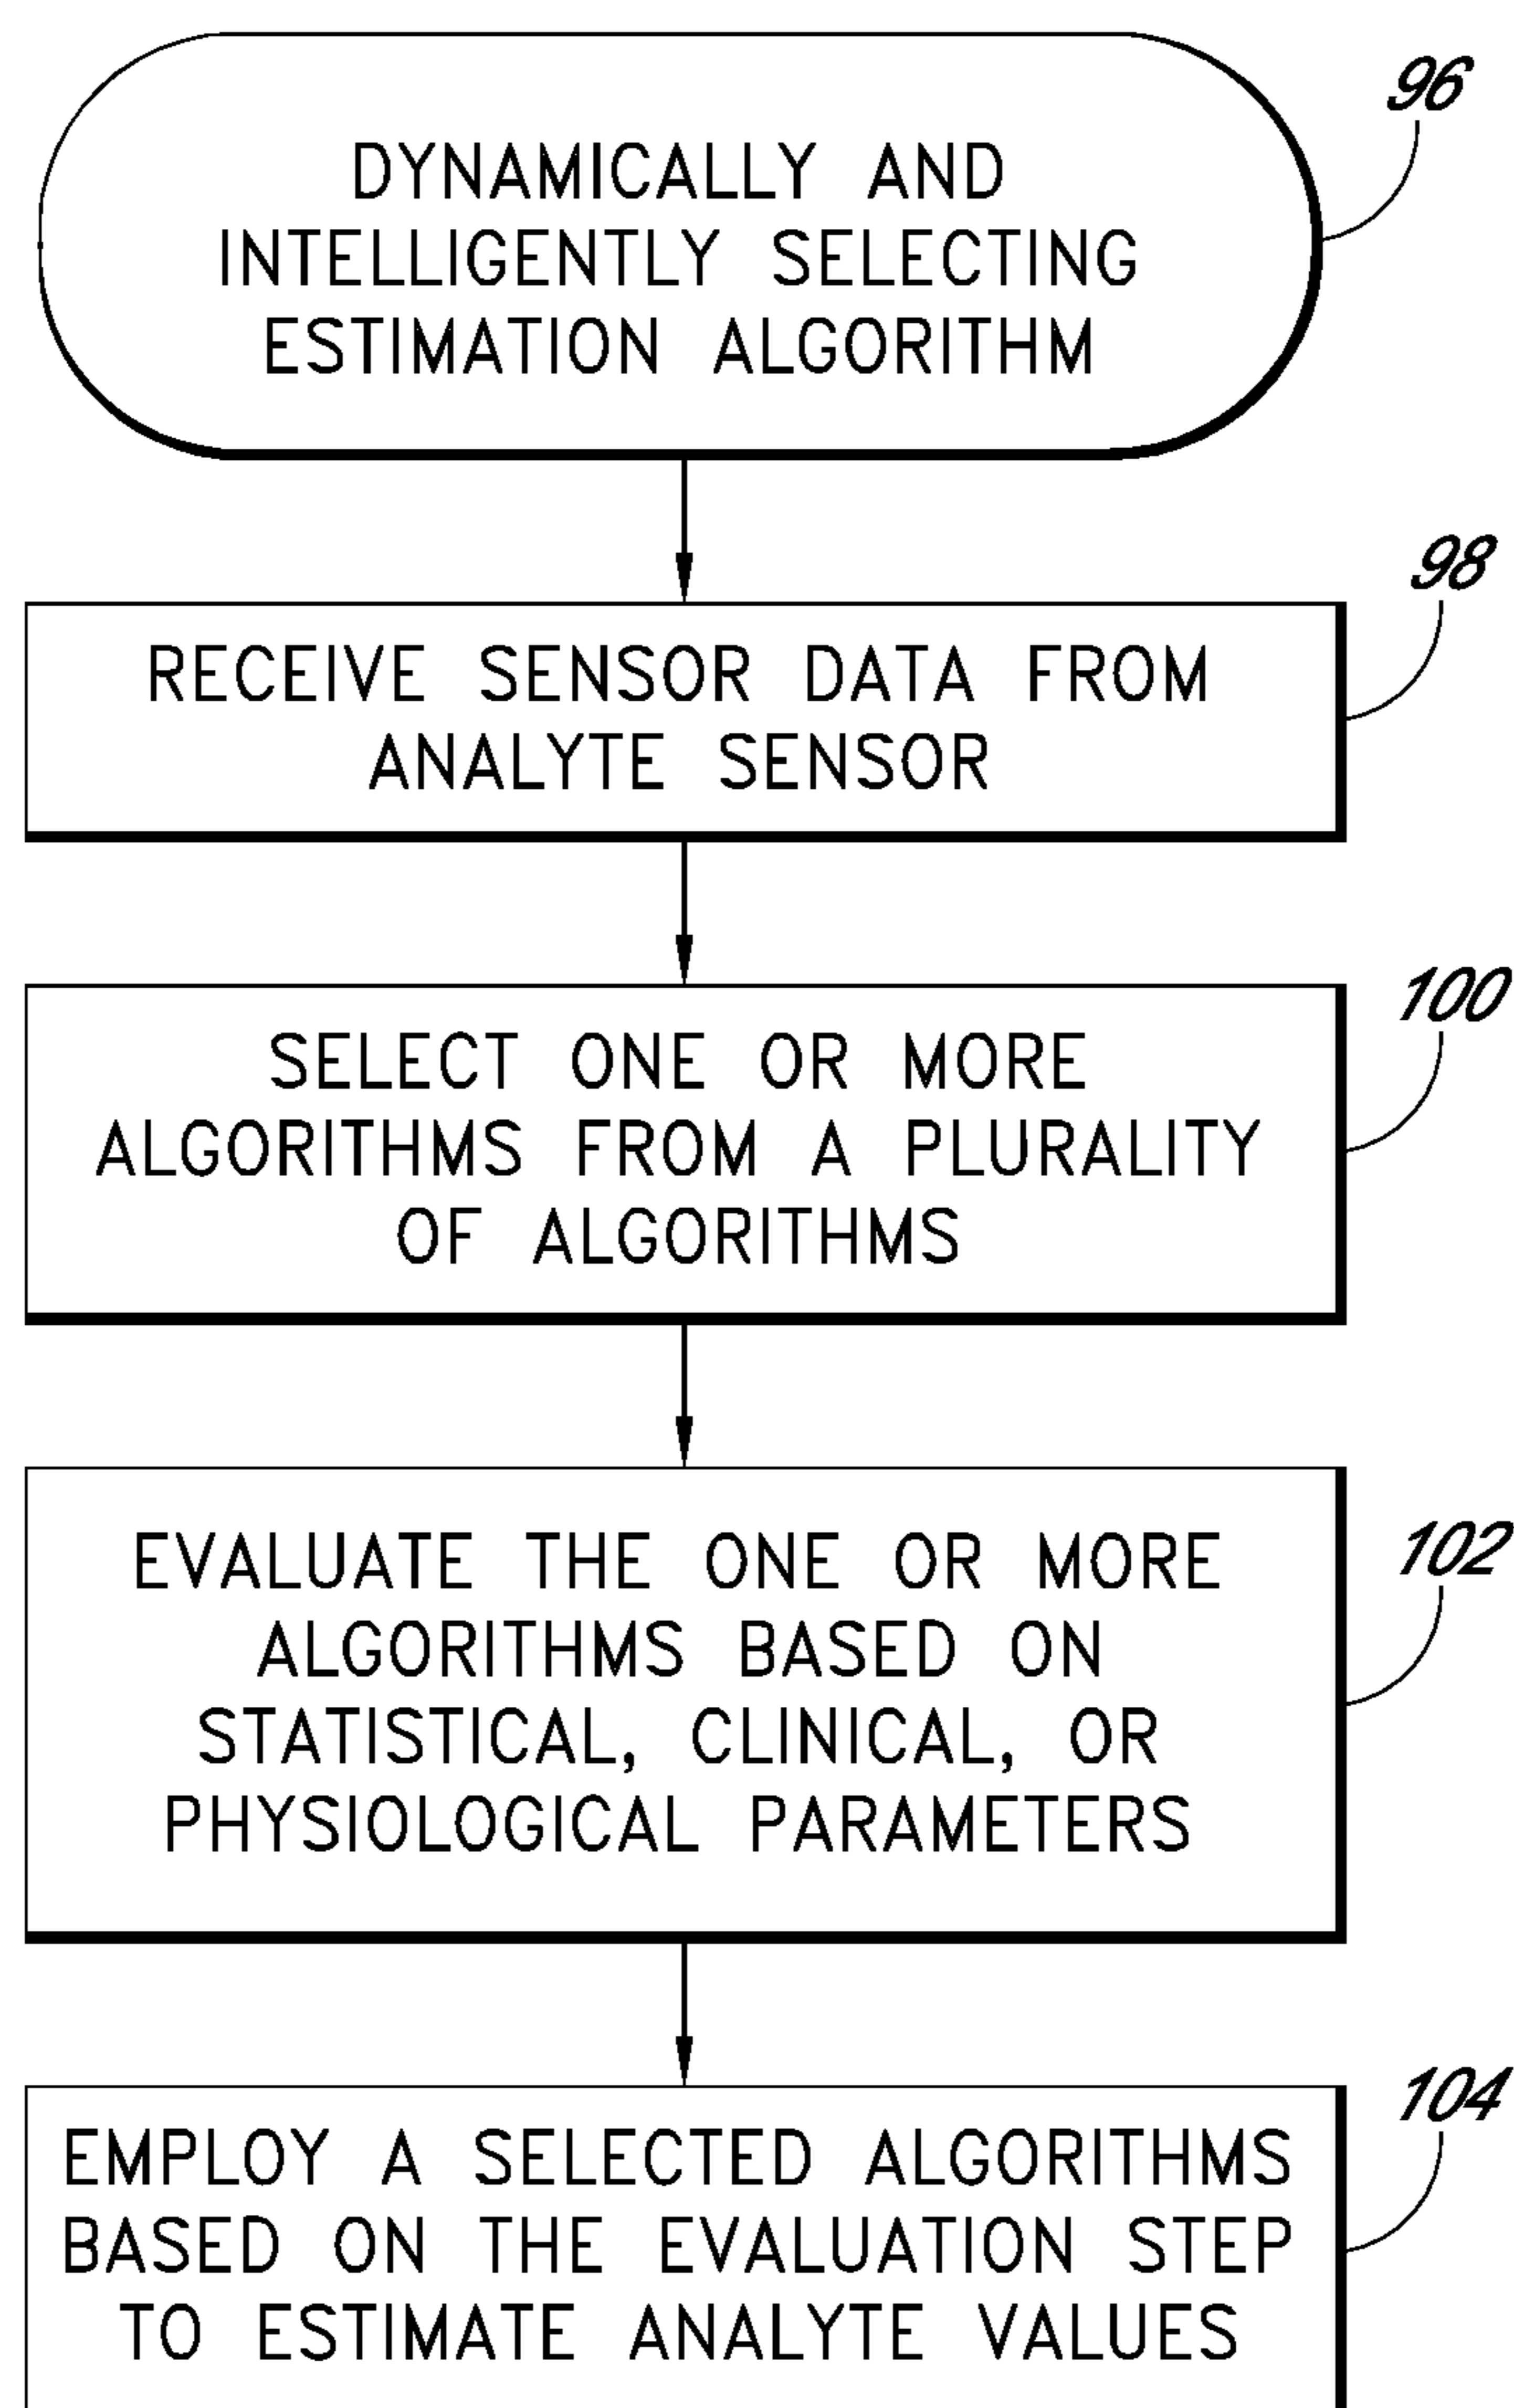 96
DYNAMICALLY AND
INTELLIGENTLY SELECTING
ESTIMATION ALGORITHM
98
RECEIVE SENSOR DATA FROM
ANALYTE SENSOR
100
SELECT ONE OR MORE
ALGORITHMS FROM A PLURALITY
OF ALGORITHMS
102
EVALUATE THE ONE OR MORE
ALGORITHMS BASED ON
STATISTICAL, CLINICAL, OR
PHYSIOLOGICAL PARAMETERS
104
EMPLOY A SELECTED ALGORITHMS
BASED ON THE EVALUATION STEP
TO ESTIMATE ANALYTE VALUES